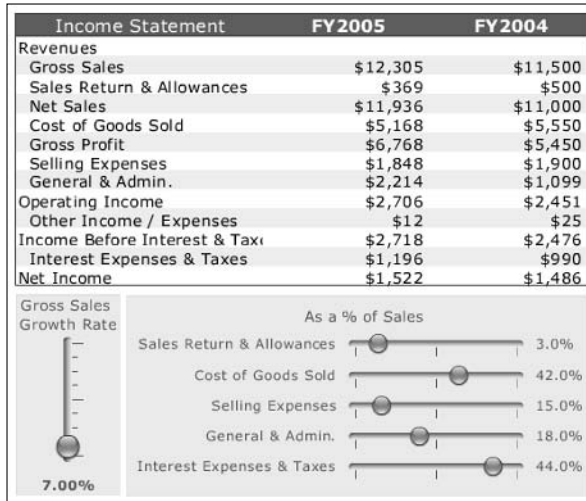 Income Statement FY2005 FY2004
Revenues
Gross Sales $12,305 $11,500
Sales Return & Allowances $369 $500
Net Sales $11,936 $11,000
Cost of Goods Sold $5,168 $5,550
Gross Profit $6,768 $5,450
Selling Expenses $1,848 $1,900
General & Admin. $2,214 $1,099
Operating Income $2,706 $2,451
Other Income / Expenses $12 $25
Income Before Interest & Tax $2,718 $2,476
Interest Expenses & Taxes $1,196 $990
Net Income $1,522 $1,486
Gross Sales
Growth Rate
7.00%
As a % of Sales
Sales Return & Allowances 3.0%
Cost of Goods Sold 42.0%
Selling Expenses 15.0%
General & Admin. 18.0%
Interest Expenses & Taxes 44.0%